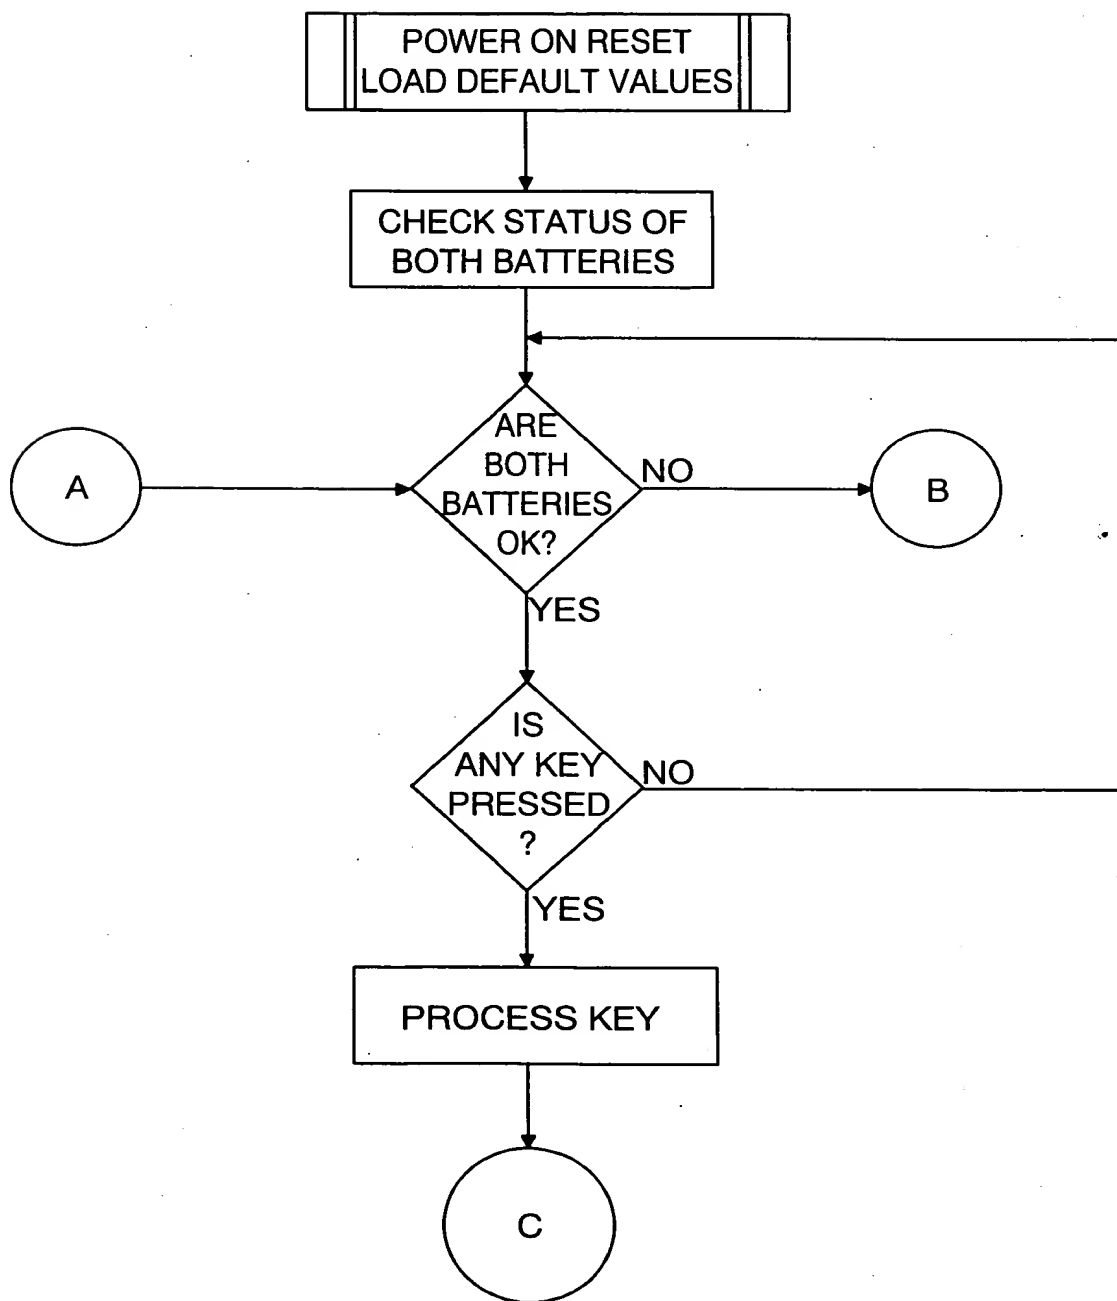 POWER ON RESET
LOAD DEFAULT VALUES
CHECK STATUS OF
BOTH BATTERIES
ARE
BOTH
BATTERIES
OK?
NO
A
B
YES
IS
ANY KEY
PRESSED
?
NO
YES
PROCESS KEY
C